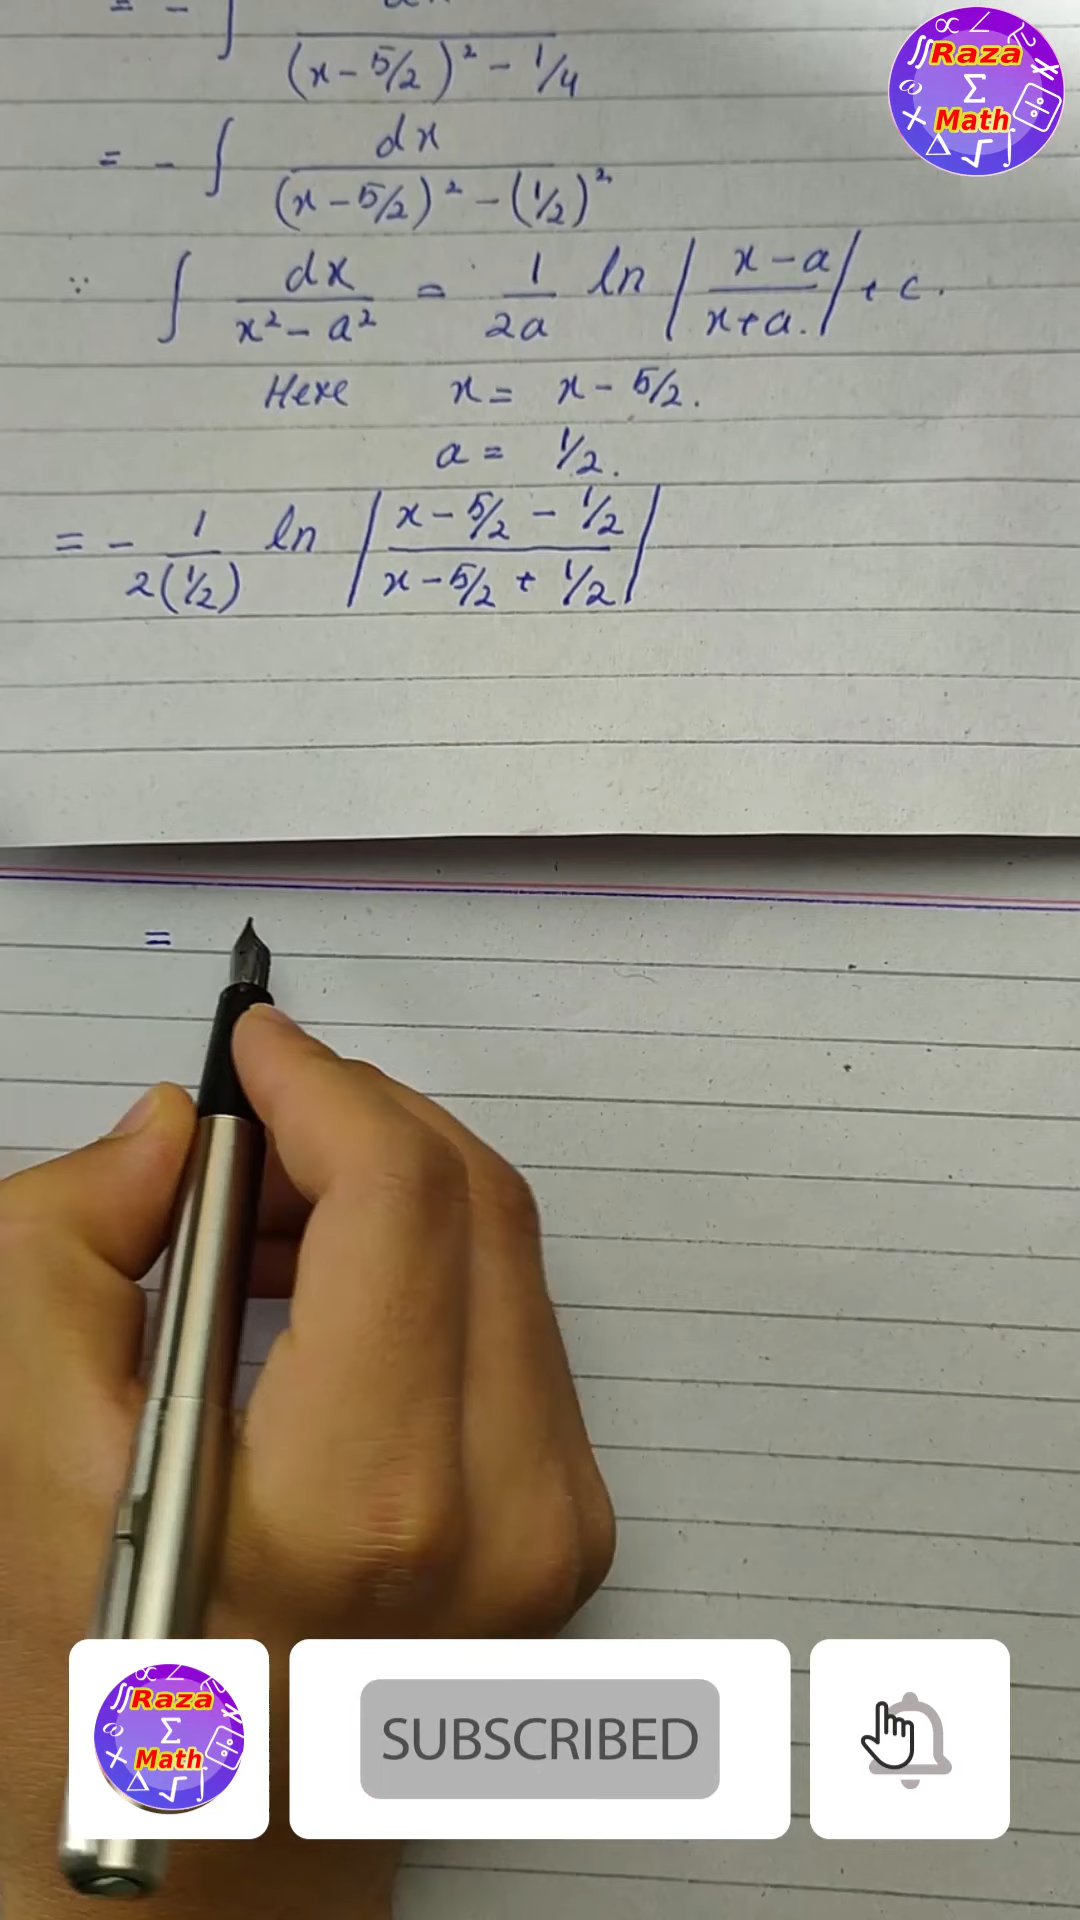 = - ∫ dx / (x - 5/2)² - 1/4
= - ∫ dx / (x - 5/2)² - (1/2)²
∵ ∫ dx / x² - a² = 1 / 2a ln | x - a / x + a. | + c.
Here x = x - 5/2.
a = 1/2.
= - 1 / 2(1/2) ln | x - 5/2 - 1/2 / x - 5/2 + 1/2 |
=
Raza
Σ
Math
Raza
Σ
Math
SUBSCRIBED